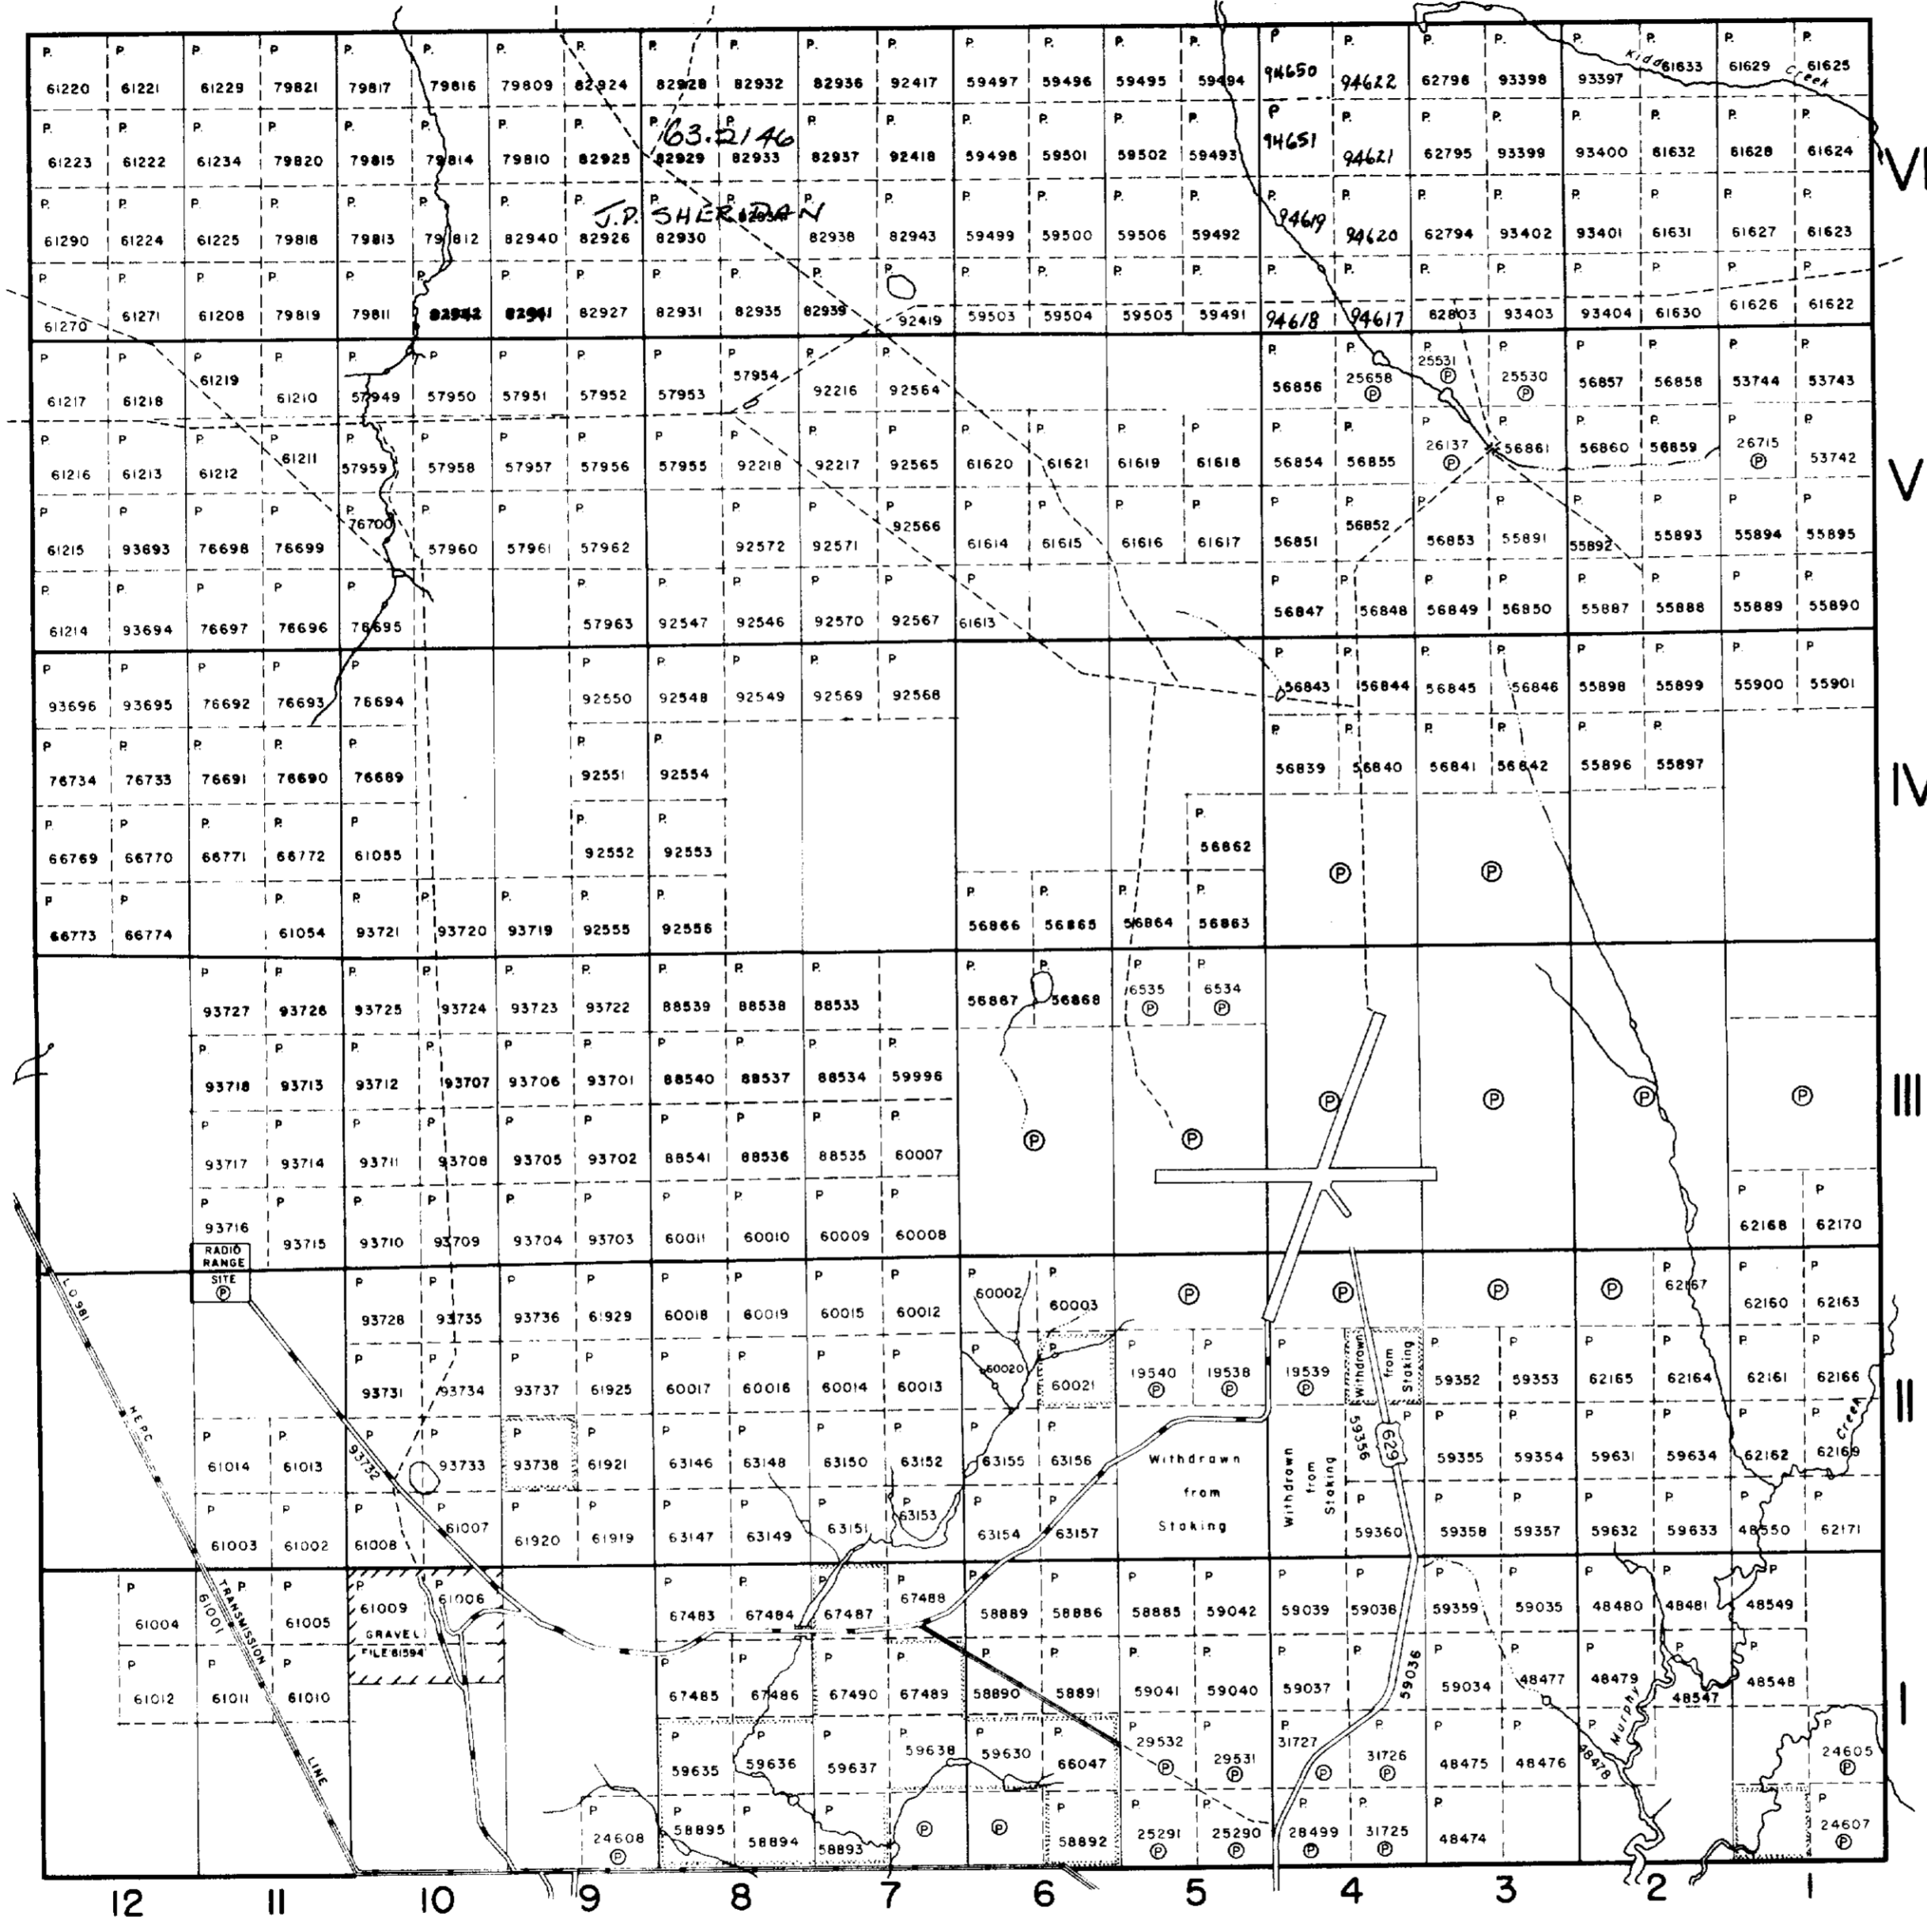 P. P P. P P. P. P. P. P. P. P. P. P. P. P. P. P P. P. P. P. P. P. P.
61220 61221 61229 79821 79817 79816 79809 82924 82928 82932 82936 92417 59497 59496 59495 59494 94650 94622 62796 93398 93397 61633 61629 61625
Kidd Creek
61223 61222 61234 79820 79815 79814 79810 82925 82929 82933 82937 92418 59498 59501 59502 59493 94651 94621 62795 93399 93400 61632 61628 61624
63.2146
VI
J.P. SHERIDAN
61290 61224 61225 79818 79813 79812 82940 82926 82930 82938 82943 59499 59500 59506 59492 94619 94620 62794 93402 93401 61631 61627 61623
61270 61271 61208 79819 79811 82942 82941 82927 82931 82935 82939 92419 59503 59504 59505 59491 94618 94617 62803 93403 93404 61630 61626 61622
61217 61218 61219 61210 57949 57950 57951 57952 57953 57954 92216 92564 56856 25658 25531 25530 56857 56858 53744 53743
61216 61213 61212 61211 57959 57958 57957 57956 57955 92218 92217 92565 61620 61621 61619 61618 56854 56855 26137 56861 56860 56859 26715 53742
V
61215 93693 76698 76699 76700 57960 57961 57962 92572 92571 92566 61614 61615 61616 61617 56851 56852 56853 55891 55892 55893 55894 55895
61214 93694 76697 76696 76695 57963 92547 92546 92570 92567 61613 56847 56848 56849 56850 55887 55888 55889 55890
93696 93695 76692 76693 76694 92550 92548 92549 92569 92568 56843 56844 56845 56846 55898 55899 55900 55901
76734 76733 76691 76690 76689 92551 92554 56839 56840 56841 56842 55896 55897
IV
66769 66770 66771 66772 61055 92552 92553 56862 P P
66773 66774 61054 93721 93720 93719 92555 92556 56866 56865 56864 56863
93727 93726 93725 93724 93723 93722 88539 88538 88533 56867 56868 6535 6534
93718 93713 93712 93707 93706 93701 88540 88537 88534 59996 P P P P
III
93717 93714 93711 93708 93705 93702 88541 88536 88535 60007 P P
93716 93715 93710 93709 93704 93703 60011 60010 60009 60008 62168 62170
RADIO
RANGE
SITE
P
93728 93735 93736 61929 60018 60019 60015 60012 60002 60003 P P P P 62167 62160 62163
LO 981
93731 93734 93737 61925 60017 60016 60014 60013 60020 60021 19540 19538 19539 Withdrawn from Staking 59352 59353 62165 62164 62161 62166
II
H.E.P.C. TRANSMISSION LINE
61014 61013 93732 93733 93738 61921 63146 63148 63150 63152 63155 63156 59356 629 59355 59354 59631 59634 62162 62169
Creek
Withdrawn
from
Staking
Withdrawn
from
Staking
61003 61002 61008 61007 61920 61919 63147 63149 63151 63153 63154 63157 59360 59358 59357 59632 59633 48550 62171
61004 61001 61005 61009 61006 67483 67484 67487 67488 58889 58886 58885 59042 59039 59038 59359 59035 48480 48481 48549
GRAVEL
FILE 61594
61012 61011 61010 67485 67486 67490 67489 58890 58891 59041 59040 59037 59036 59034 48477 48479 48547 48548
I
Murphy
59635 59636 59637 59638 59630 66047 29532 29531 31727 31726 48475 48476 48478 24605
24608 58895 58894 58893 P P 58892 25291 25290 28499 31725 48474 24607
12 11 10 9 8 7 6 5 4 3 2 1